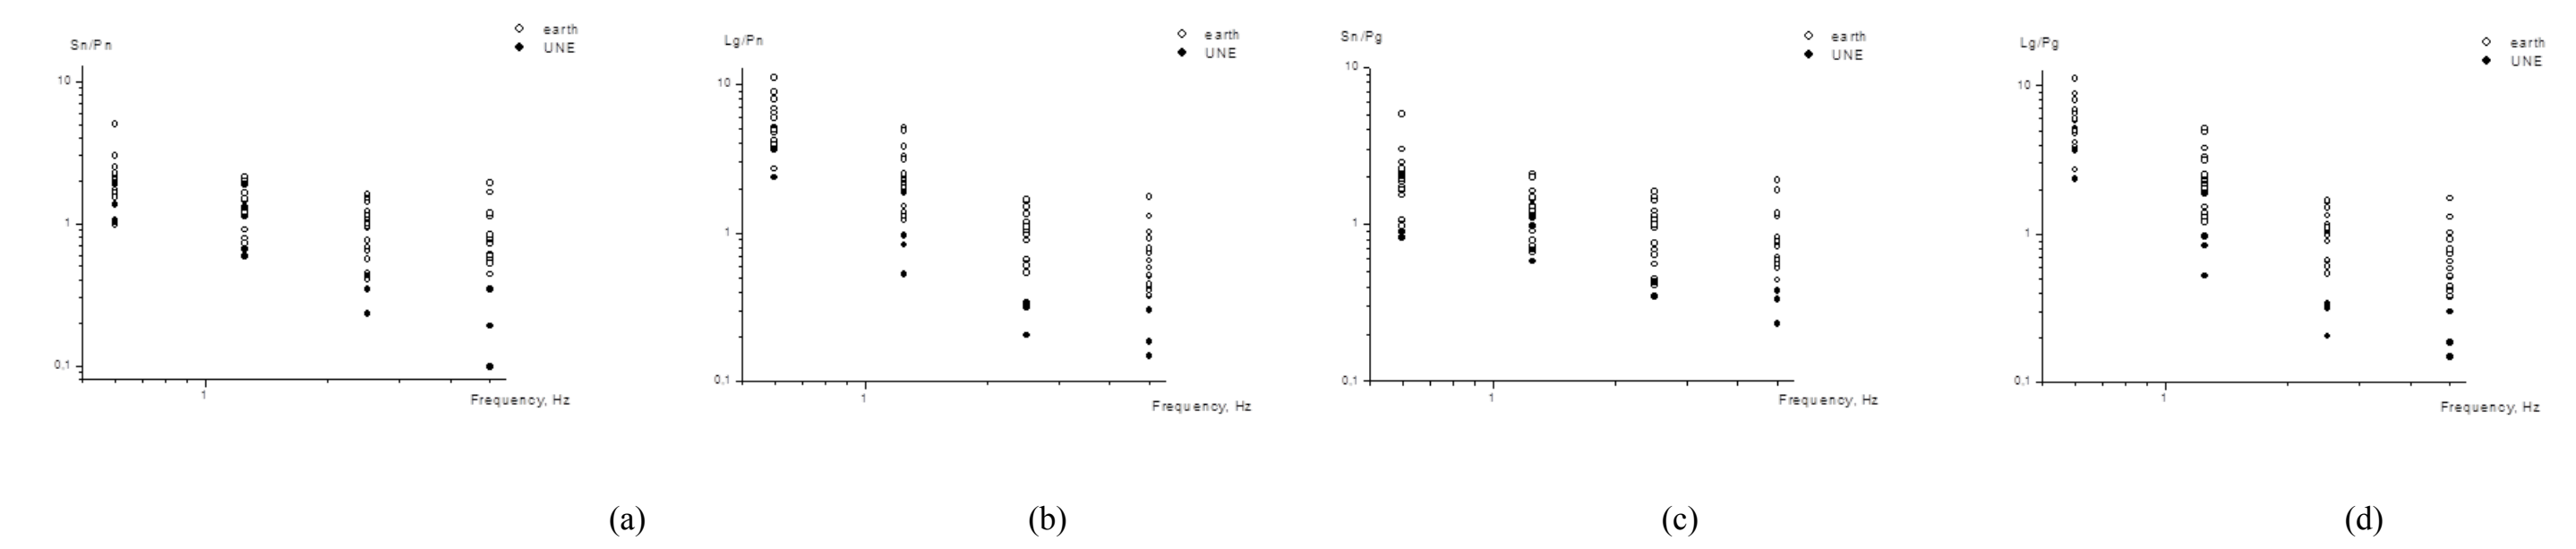 Sn/Pn
earth
UNE
10
1
0,1
1
Frequency, Hz
Lg/Pn
earth
UNE
10
1
0,1
1
Frequency, Hz
Sn/Pg
earth
UNE
10
1
0,1
1
Frequency, Hz
Lg/Pg
earth
UNE
10
1
0,1
1
Frequency, Hz
(a) (b) (c) (d)